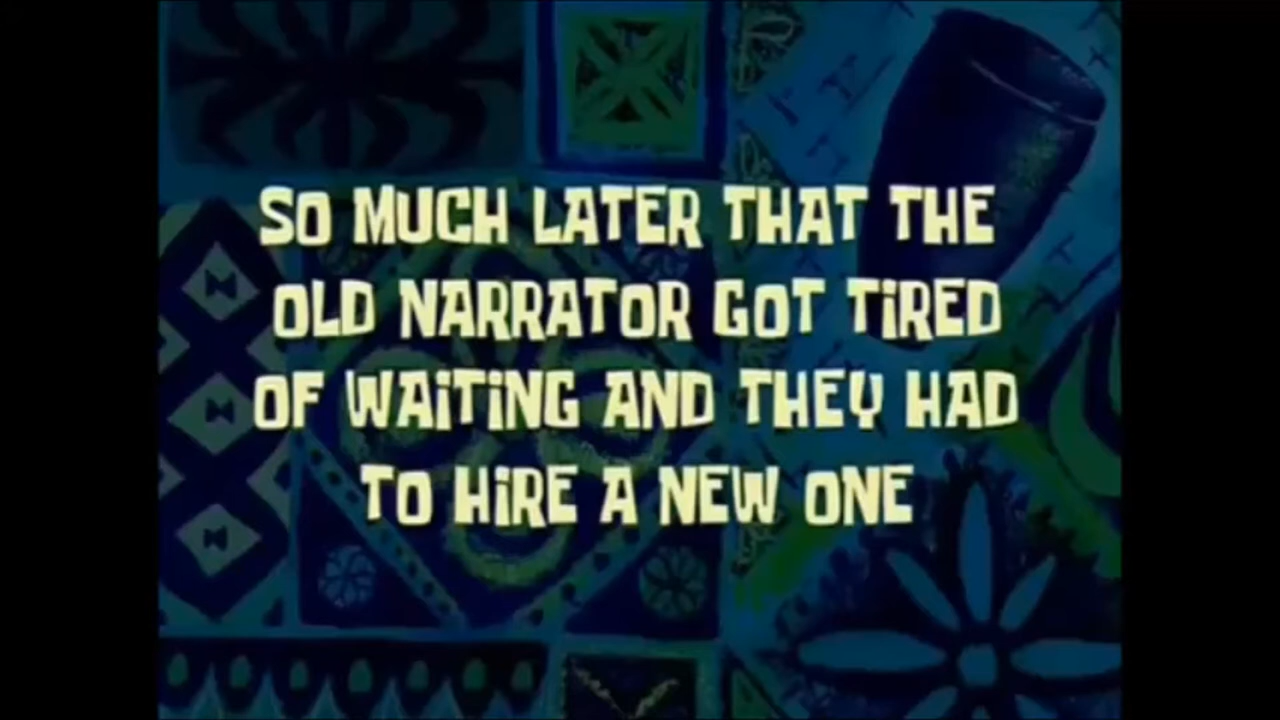 SO MUCH LATER THAT THE
OLD NARRATOR GOT TiRED
OF WAiTiNG AND THEY HAD
TO HiRE A NEW ONE